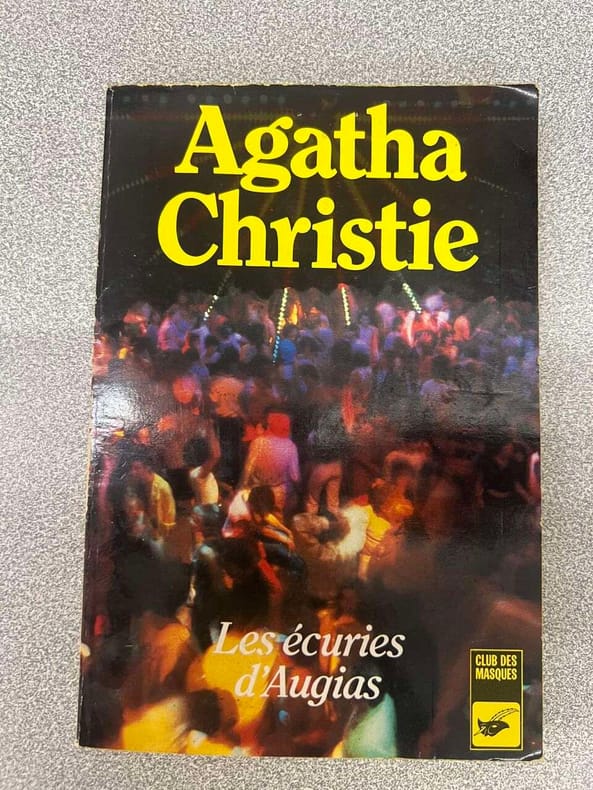 Agatha
Christie
Les écuries
d'Augias
CLUB DES
MASQUES